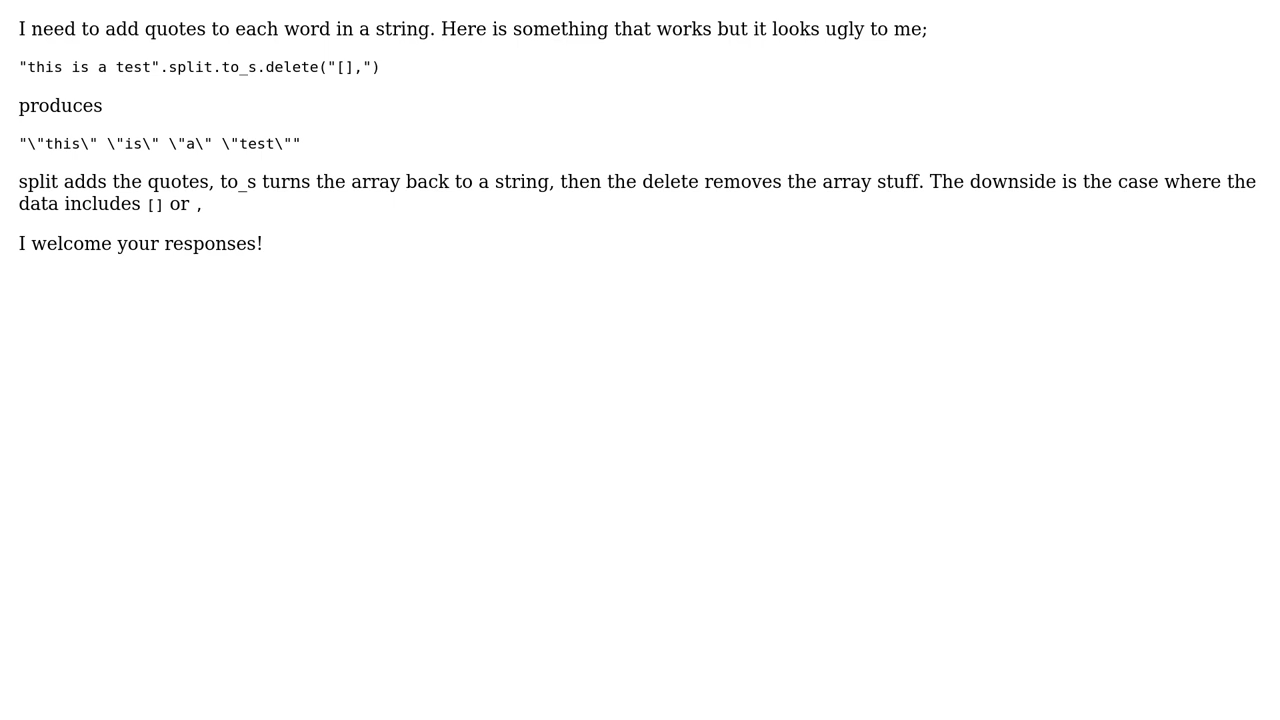 I need to add quotes to each word in a string. Here is something that works but it looks ugly to me;
"this is a test".split.to_s.delete("[],")
produces
"\"this\" \"is\" \"a\" \"test\""
split adds the quotes, to_s turns the array back to a string, then the delete removes the array stuff. The downside is the case where the
data includes [] or ,
I welcome your responses!